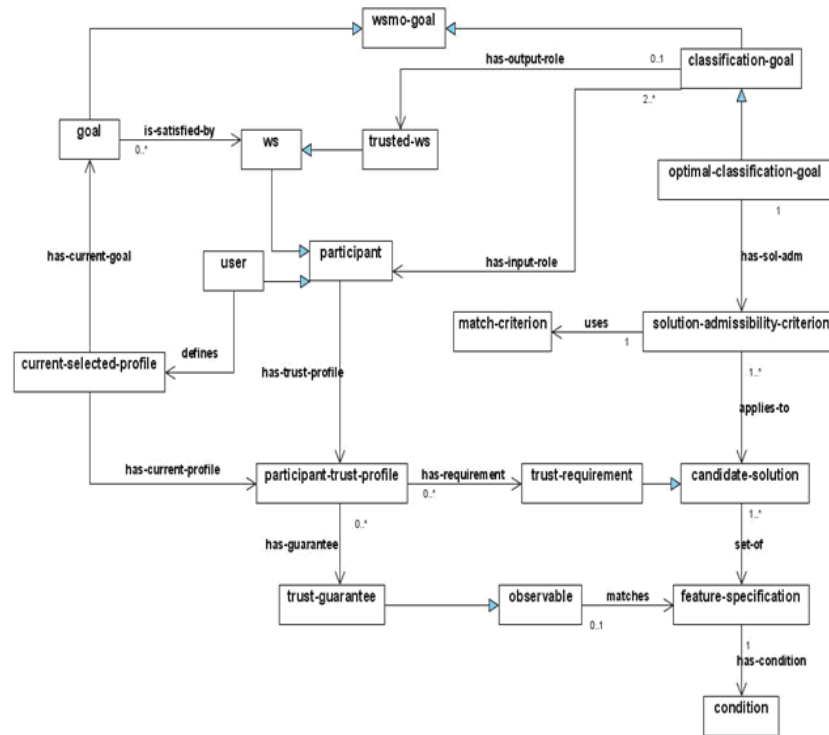 wsmo-goal
has-output-role
0..1
classification-goal
2..*
goal
is-satisfied-by
0..*
ws
trusted-ws
optimal-classification-goal
1
has-current-goal
user
participant
has-input-role
has-sol-adm
match-criterion
uses
1
solution-admissibility-criterion
1..*
current-selected-profile
defines
has-trust-profile
applies-to
has-current-profile
participant-trust-profile
has-requirement
0..*
trust-requirement
candidate-solution
0..*
1..*
has-guarantee
set-of
trust-guarantee
observable
matches
0..1
feature-specification
1
has-condition
condition